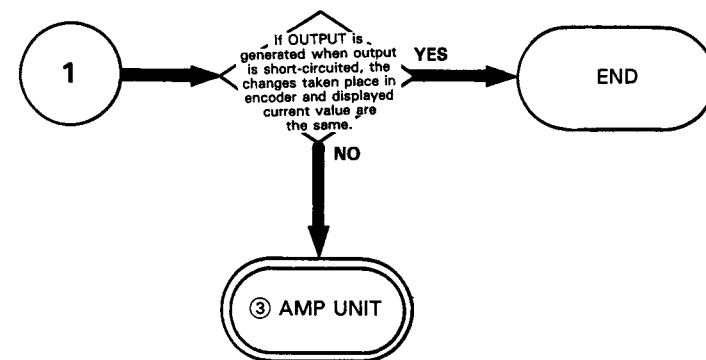 1
If OUTPUT is
generated when output
is short-circuited, the
changes taken place in
encoder and displayed
current value are
the same.
YES
END
NO
③ AMP UNIT